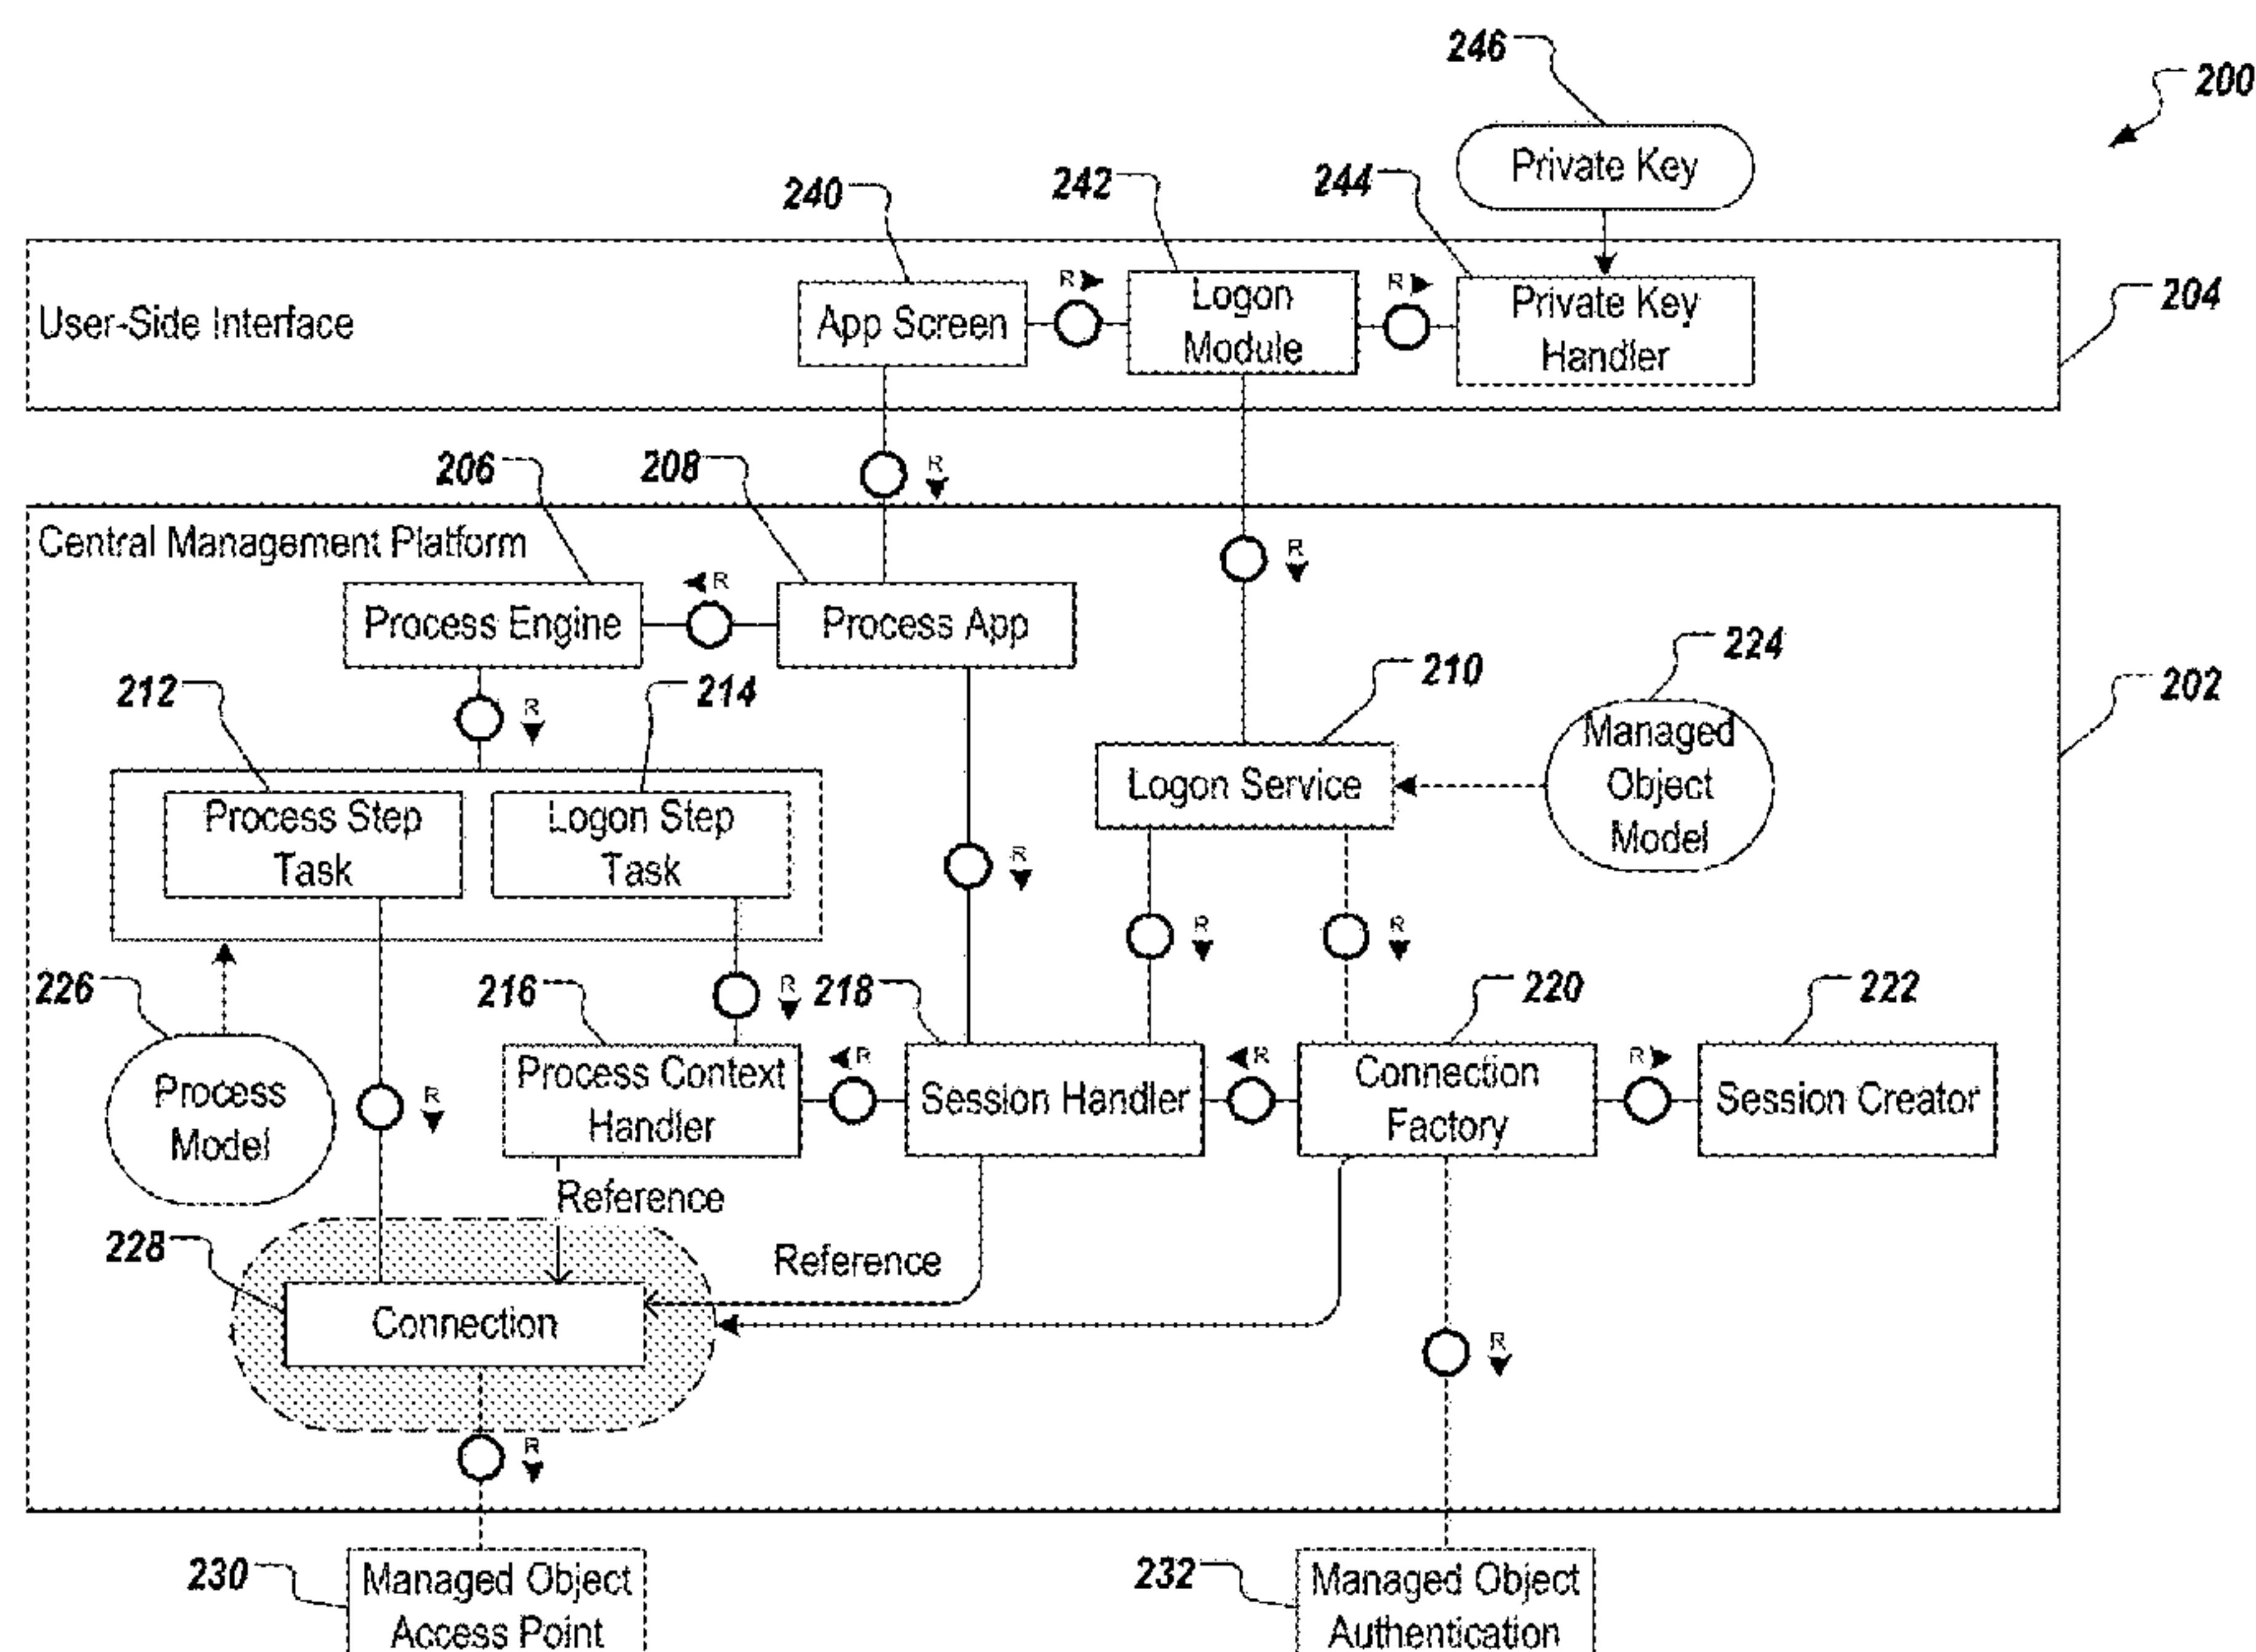 246
200
Private Key
240
242
244
User-Side Interface
App Screen
R
Logon
Module
R
Private Key
Handler
204
R
206
208
Central Management Platform
R
Process Engine
R
Process App
212
R
214
210
224
202
Process Step
Task
Logon Step
Task
Logon Service
Managed
Object
Model
R
R
R
226
216
R
218
220
222
Process
Model
R
Process Context
Handler
R
Session Handler
R
Connection
Factory
R
Session Creator
Reference
228
Reference
Connection
R
R
230
Managed Object
Access Point
232
Managed Object
Authentication